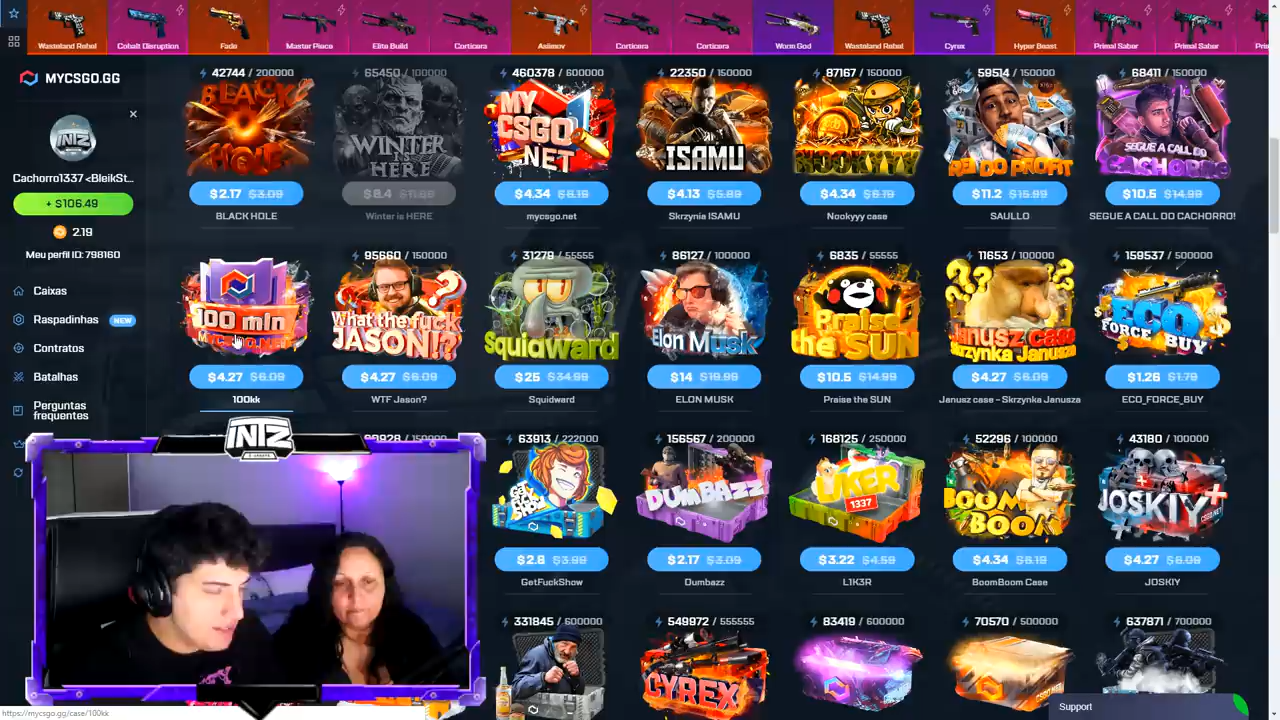 Wasteland Rebel
Cobalt Disruption
Fade
Master Piece
Elite Build
Corticera
Asiimov
Corticera
Corticera
Worm God
Wasteland Rebel
Cyrex
Hyper Beast
Primal Saber
Primal Saber
MYCSGO.GG
Cachorro1337 <BleikSt...
+ $106.49
2.19
Meu perfil ID: 798160
Caixas
Raspadinhas NEW
Contratos
Batalhas
Perguntas
frequentes
42744 / 200000
65450 / 100000
460378 / 600000
22350 / 150000
87167 / 150000
59514 / 150000
68411 / 150000
BLACK
HOLE
WINTER
IS
HERE
MY
CSGO
NET
ISAMU
NOOKYYY
REI DO PROFIT
SEGUE A CALL DO
CACHORRO
$2.17 $3.09
$8.4 $11.99
$4.34 $6.19
$4.13 $5.89
$4.34 $6.19
$11.2 $15.99
$10.5 $14.99
BLACK HOLE
Winter is HERE
mycsgo.net
Skrzynia ISAMU
Nookyyy case
SAULLO
SEGUE A CALL DO CACHORRO!
95660 / 150000
31278 / 55555
86127 / 100000
6835 / 55555
11653 / 100000
159537 / 500000
100 mln
MYCSGO.NET
What the fuck
JASON!?
Squidward
Elon Musk
Praise
the SUN
Janusz case
Skrzynka Janusza
ECO
FORCE BUY
$4.27 $6.09
$4.27 $6.09
$25 $34.99
$14 $19.99
$10.5 $14.99
$4.27 $6.09
$1.26 $1.79
100kk
WTF Jason?
Squidward
ELON MUSK
Praise the SUN
Janusz case - Skrzynka Janusza
ECO_FORCE_BUY
63913 / 222000
156567 / 200000
168125 / 250000
52296 / 100000
43180 / 100000
DUMBAZZ
1337
BOOM
BOOM
JOSKIY
$2.8 $3.99
$2.17 $3.09
$3.22 $4.59
$4.34 $6.19
$4.27 $6.09
GetFuckShow
Dumbazz
L1K3R
BoomBoom Case
JOSKIY
331845 / 600000
549972 / 555555
83419 / 600000
70570 / 500000
637871 / 700000
CYREX
INTZ
Support
https://mycsgo.gg/case/100kk